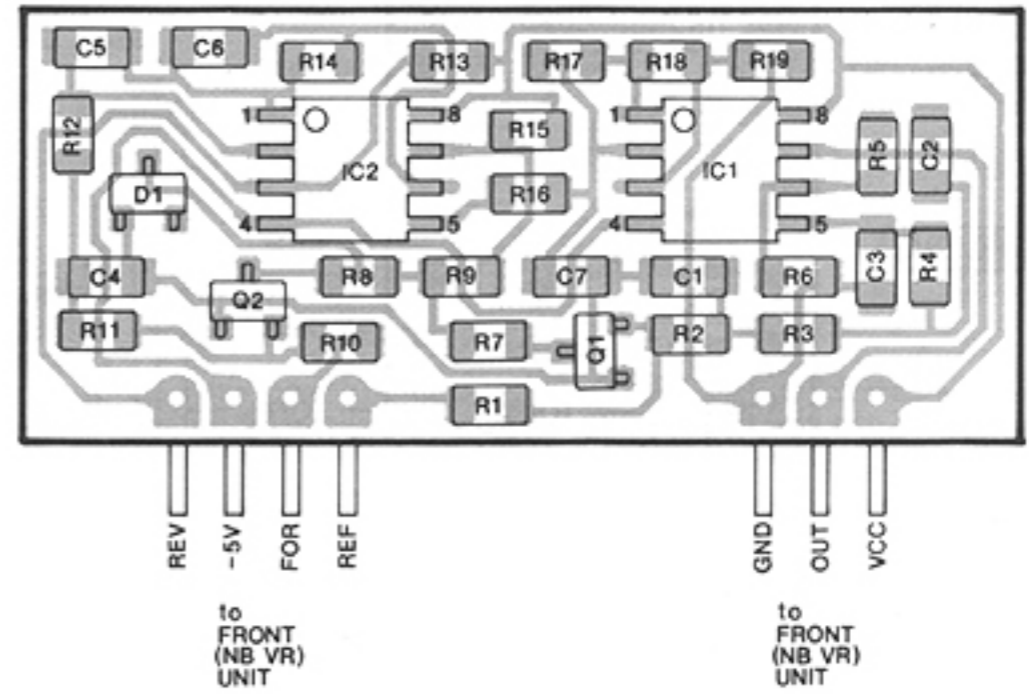 C5 C6 R14 R13 R17 R18 R19
R12 1 8 R15 1 8 R5 C2
D1 IC2 R16 IC1
4 5 4 5
C4 R8 R9 C7 C1 R6 C3 R4
Q2
R11 R10 R7 Q1 R2 R3
R1
REV -5V FOR REF GND OUT VCC
to
FRONT
(NB VR)
UNIT
to
FRONT
(NB VR)
UNIT